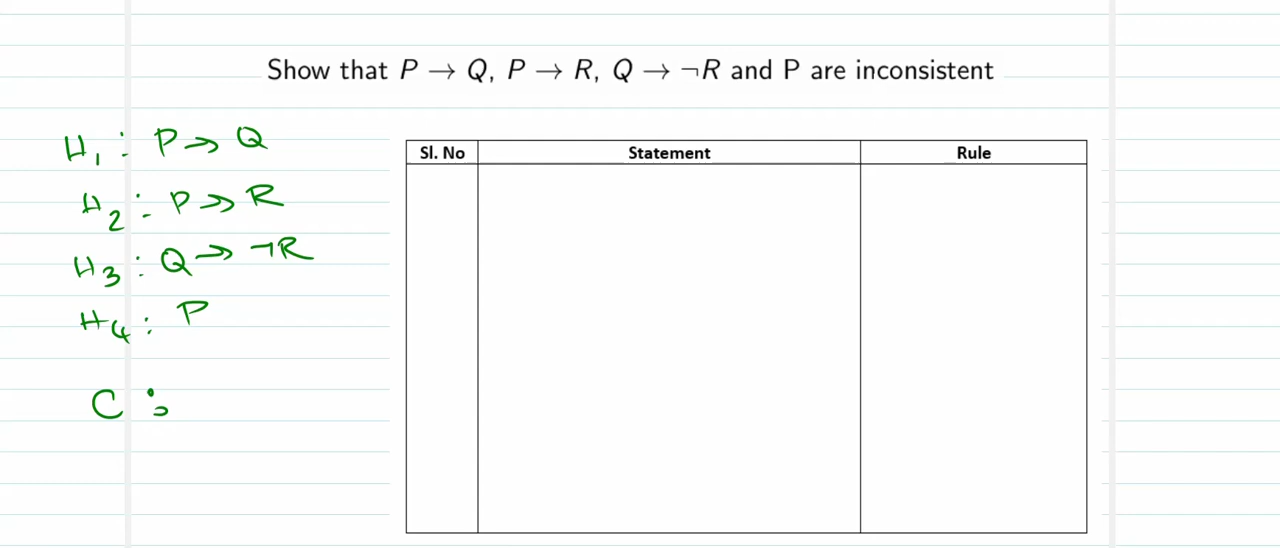 Show that P → Q, P → R, Q → ¬R and P are inconsistent
H₁ : P → Q
H₂ : P → R
H₃ : Q → ¬R
H₄ : P
C :
Sl. No Statement Rule